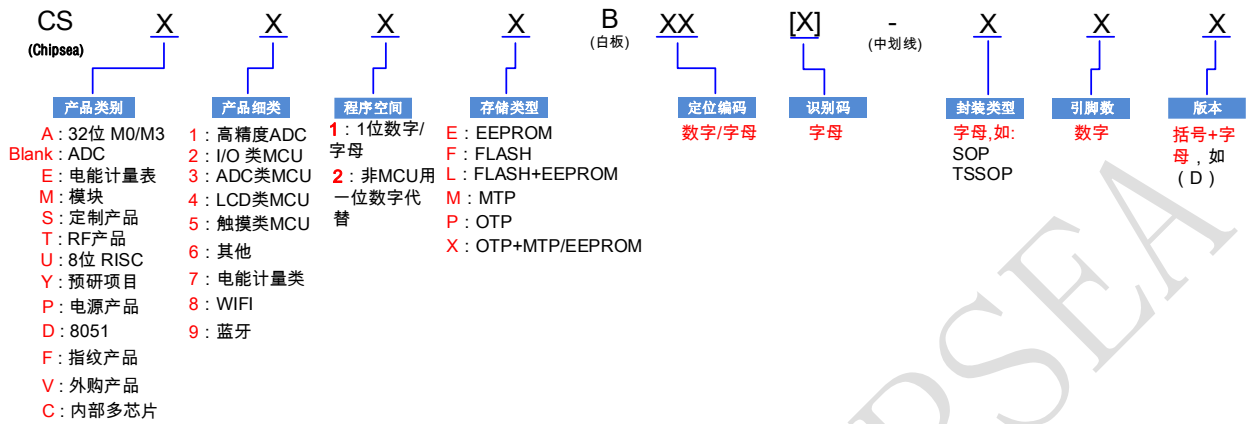 CS X X X X B XX [X] - X X X
(Chipsea) (白板) (中划线)
产品类别 产品细类 程序空间 存储类型 定位编码 识别码 封装类型 引脚数 版本
A：32位 M0/M3
Blank：ADC
E：电能计量表
M：模块
S：定制产品
T：RF产品
U：8位 RISC
Y：预研项目
P：电源产品
D：8051
F：指纹产品
V：外购产品
C：内部多芯片
1：高精度ADC
2：I/O 类MCU
3：ADC类MCU
4：LCD类MCU
5：触摸类MCU
6：其他
7：电能计量类
8：WIFI
9：蓝牙
1：1位数字/
字母
2：非MCU用
一位数字代
替
E：EEPROM
F：FLASH
L：FLASH+EEPROM
M：MTP
P：OTP
X：OTP+MTP/EEPROM
数字/字母
字母
字母,如:
SOP
TSSOP
数字
括号+字
母，如
（D）
PSEA